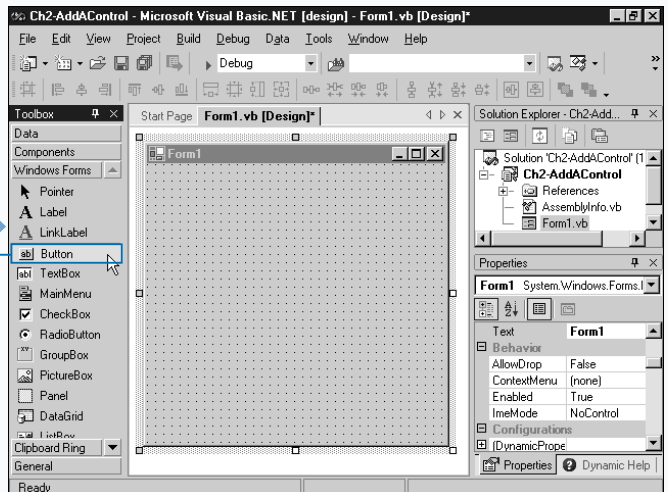 Ch2-AddAControl - Microsoft Visual Basic.NET [design] - Form1.vb [Design]*
File Edit View Project Build Debug Data Tools Window Help
Debug
Toolbox
Start Page Form1.vb [Design]*
Solution Explorer - Ch2-Add...
Data
Components
Windows Forms
Pointer
Label
LinkLabel
Button
TextBox
MainMenu
CheckBox
RadioButton
GroupBox
PictureBox
Panel
DataGrid
ListBox
Clipboard Ring
General
Form1
Solution 'Ch2-AddAControl' (1
Ch2-AddAControl
References
AssemblyInfo.vb
Form1.vb
Properties
Form1 System.Windows.Forms.
Text Form1
Behavior
AllowDrop False
ContextMenu (none)
Enabled True
ImeMode NoControl
Configurations
(DynamicPrope
Properties Dynamic Help
Ready